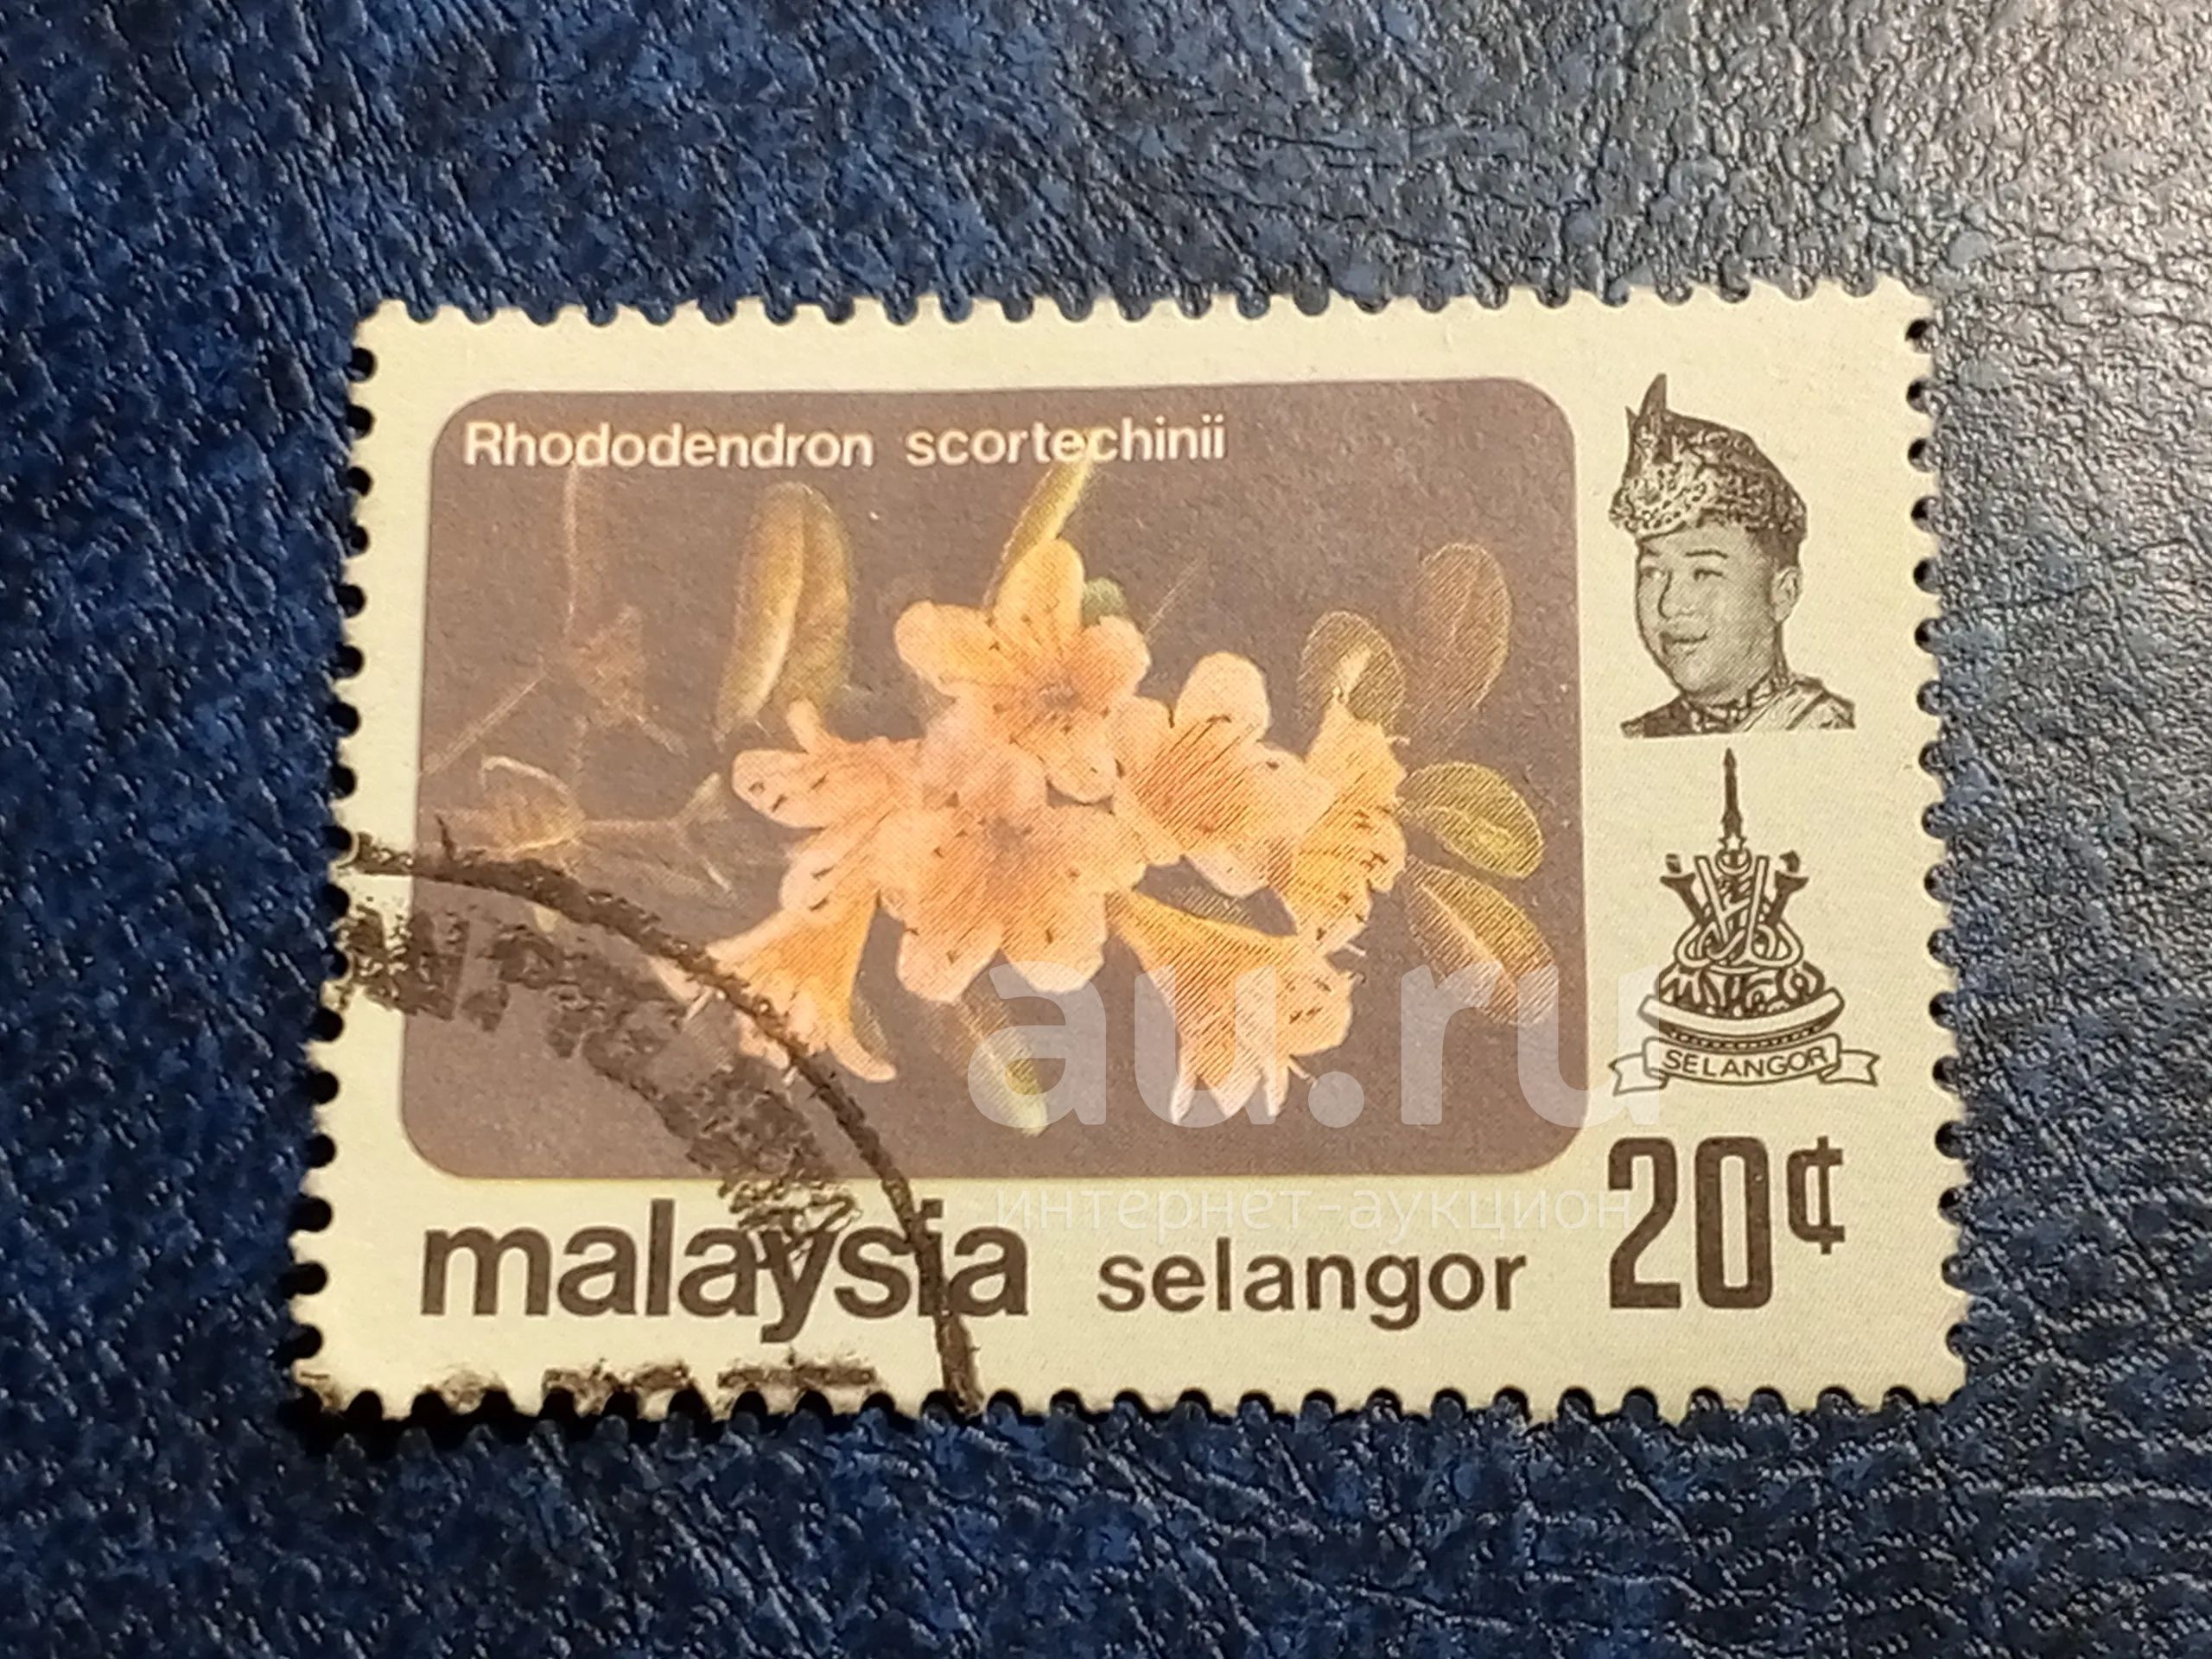 Rhododendron scortechinii
SELANGOR
20¢
malaysia selangor
au.ru
интернет-аукцион